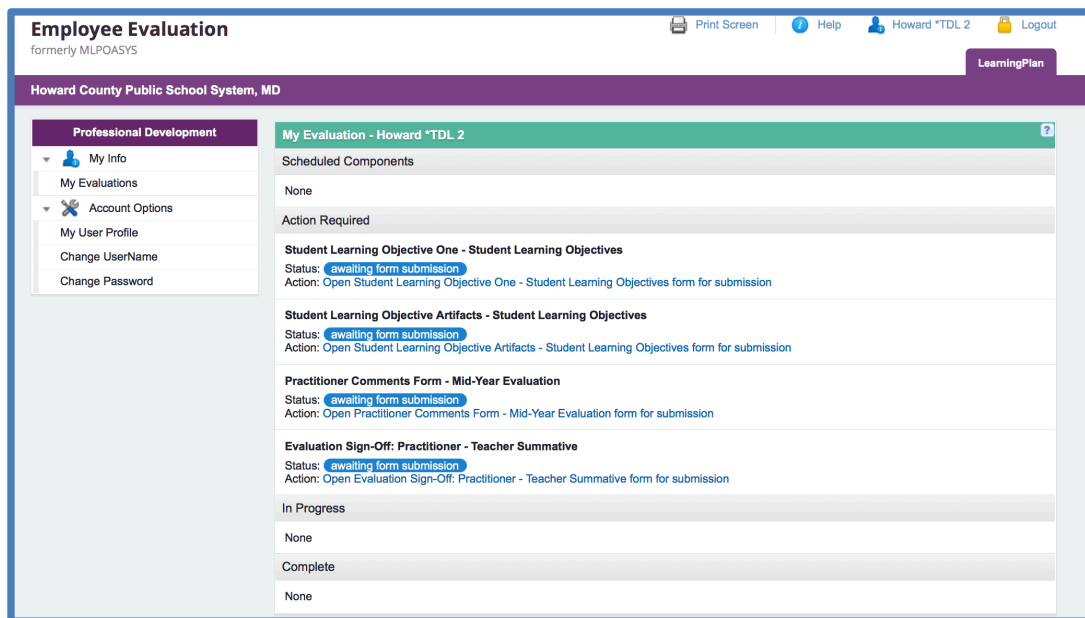 Employee Evaluation
formerly MLPOASYS
Print Screen
Help
Howard *TDL 2
Logout
LearningPlan
Howard County Public School System, MD
Professional Development
My Info
My Evaluations
Account Options
My User Profile
Change UserName
Change Password
My Evaluation - Howard *TDL 2
?
Scheduled Components
None
Action Required
Student Learning Objective One - Student Learning Objectives
Status: awaiting form submission
Action: Open Student Learning Objective One - Student Learning Objectives form for submission
Student Learning Objective Artifacts - Student Learning Objectives
Status: awaiting form submission
Action: Open Student Learning Objective Artifacts - Student Learning Objectives form for submission
Practitioner Comments Form - Mid-Year Evaluation
Status: awaiting form submission
Action: Open Practitioner Comments Form - Mid-Year Evaluation form for submission
Evaluation Sign-Off: Practitioner - Teacher Summative
Status: awaiting form submission
Action: Open Evaluation Sign-Off: Practitioner - Teacher Summative form for submission
In Progress
None
Complete
None